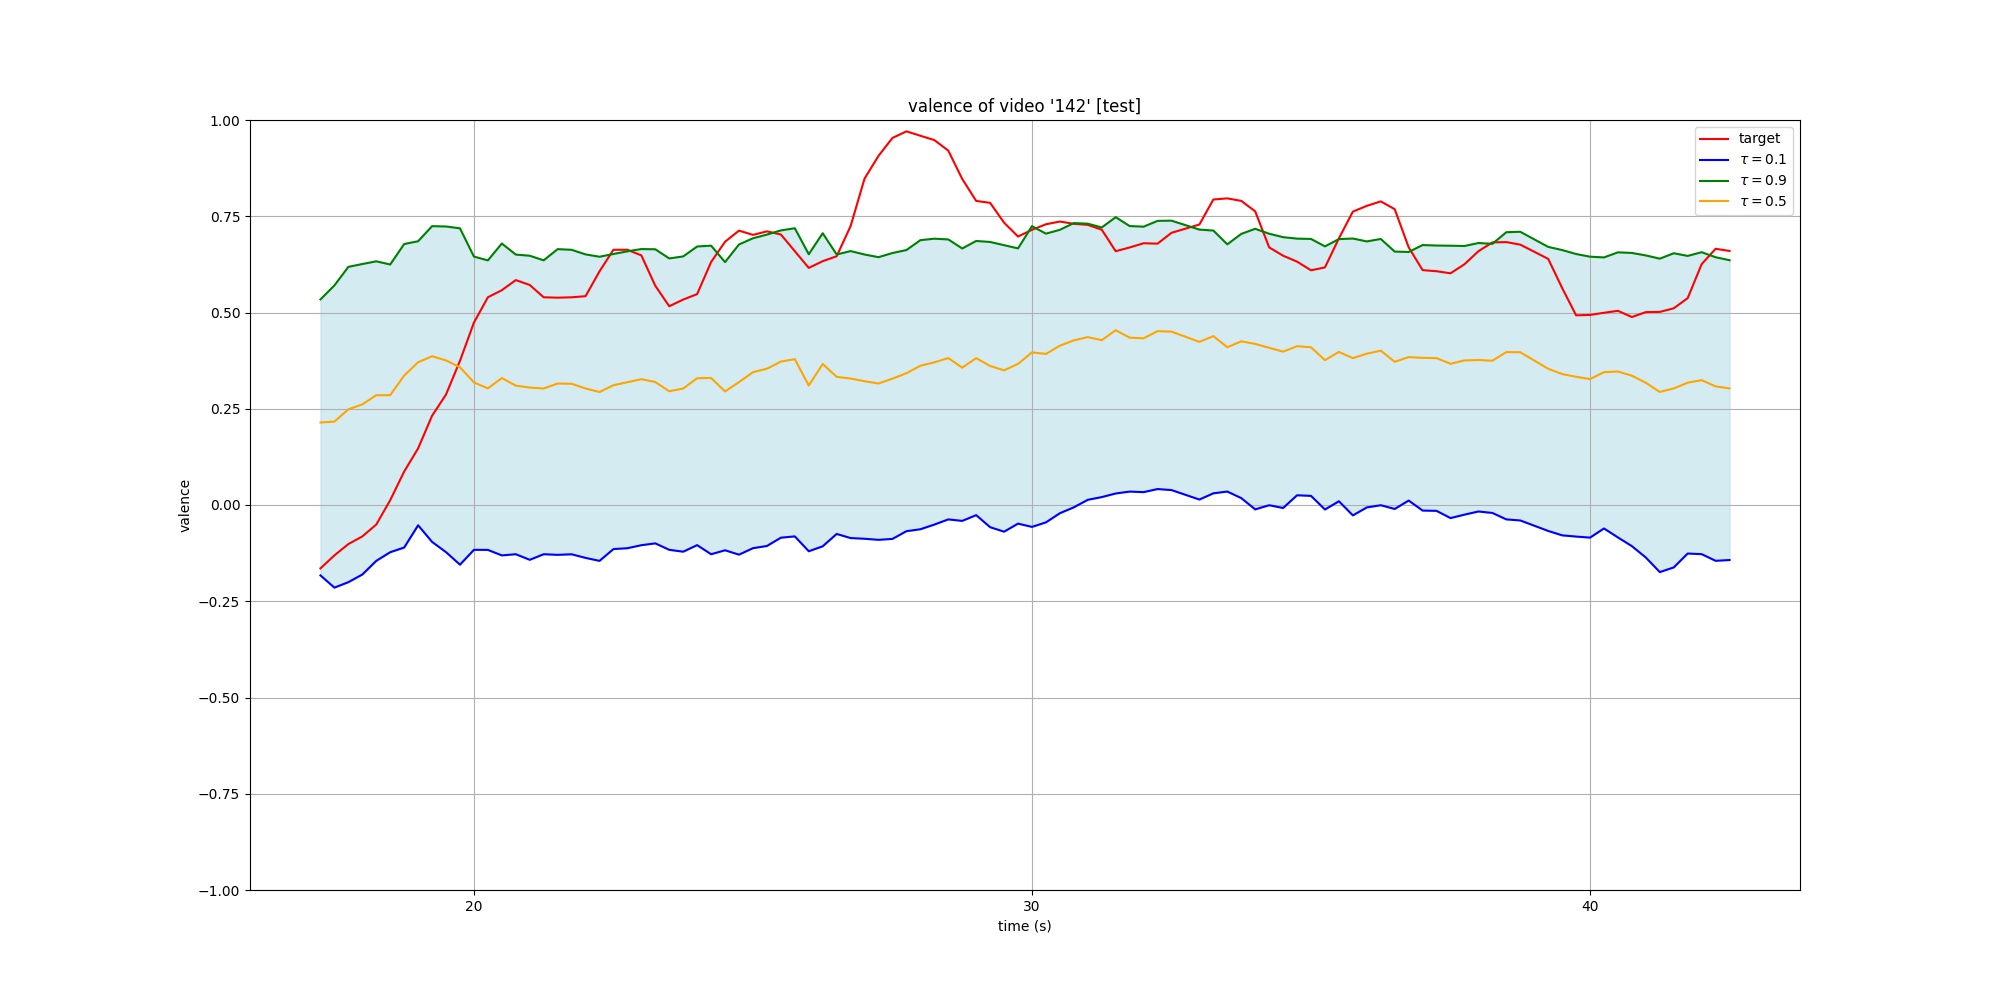 valence of video '142' [test]
target
τ = 0.1
τ = 0.9
τ = 0.5
1.00
0.75
0.50
0.25
0.00
−0.25
−0.50
−0.75
−1.00
valence
20
30
40
time (s)